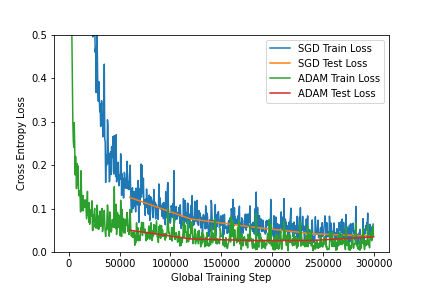 SGD Train Loss
SGD Test Loss
ADAM Train Loss
ADAM Test Loss
Cross Entropy Loss
0.5
0.4
0.3
0.2
0.1
0.0
0 50000 100000 150000 200000 250000 300000
Global Training Step